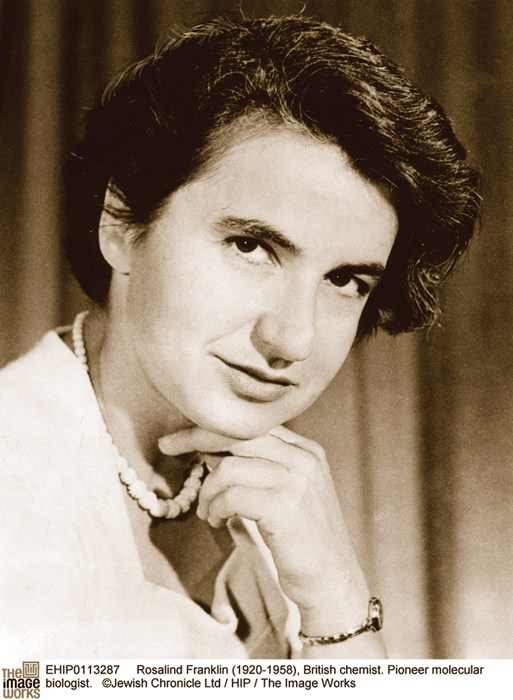 THE
image
works
EHIP0113287 Rosalind Franklin (1920-1958), British chemist. Pioneer molecular
biologist. ©Jewish Chronicle Ltd / HIP / The Image Works